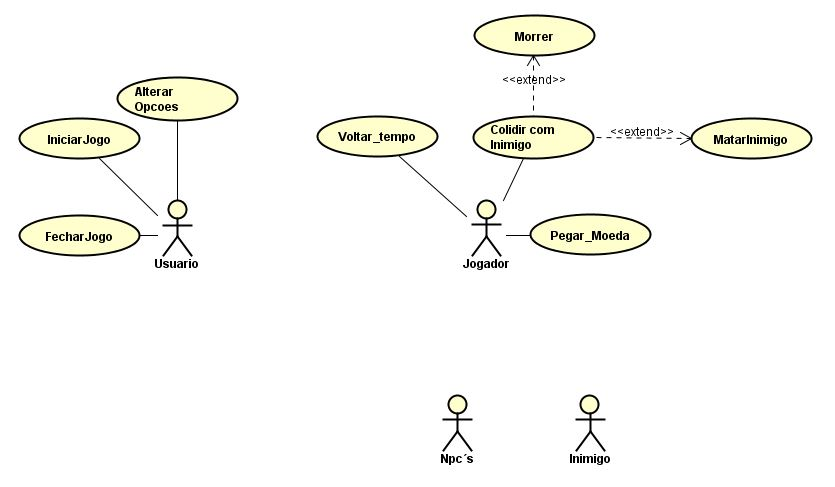 Morrer
<<extend>>
Alterar
Opcoes
IniciarJogo
Voltar_tempo
Colidir com
Inimigo
<<extend>>
MatarInimigo
FecharJogo
Usuario
Jogador
Pegar_Moeda
Npc´s
Inimigo